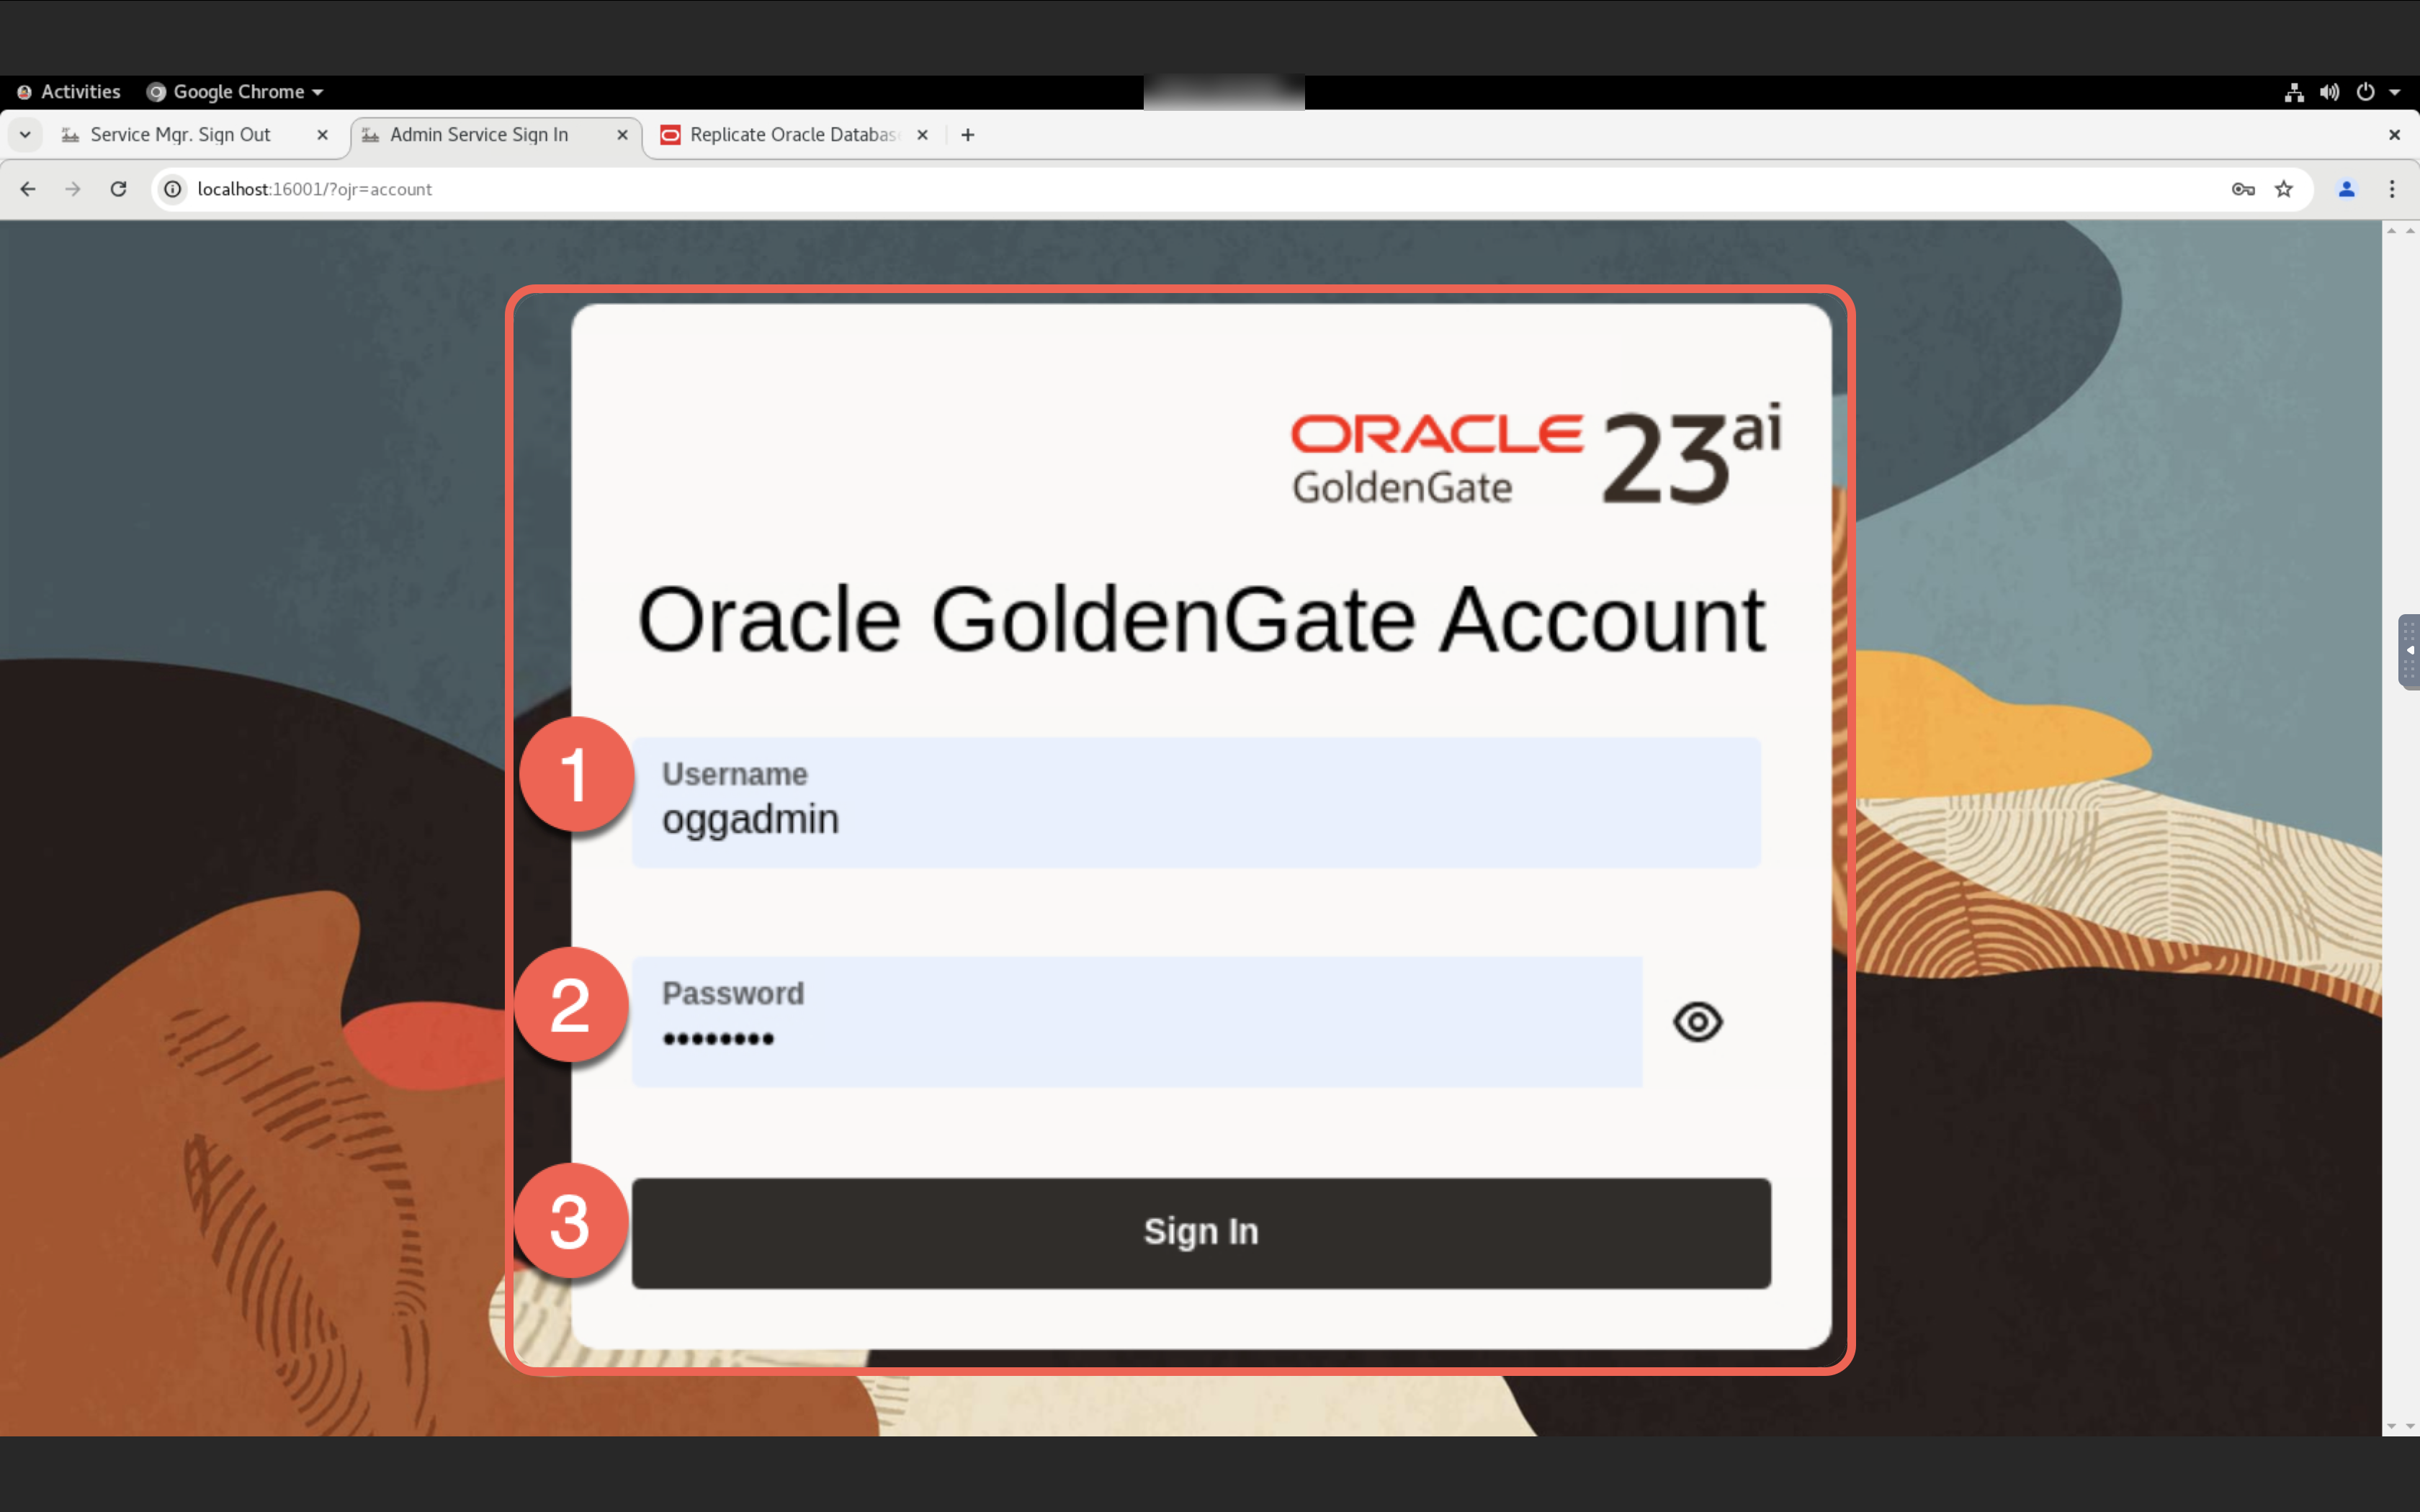 Activities Google Chrome
Service Mgr. Sign Out Admin Service Sign In Replicate Oracle Databas
localhost:16001/?ojr=account
ORACLE 23ai
GoldenGate
Oracle GoldenGate Account
1 Username
oggadmin
2 Password
••••••••
3 Sign In